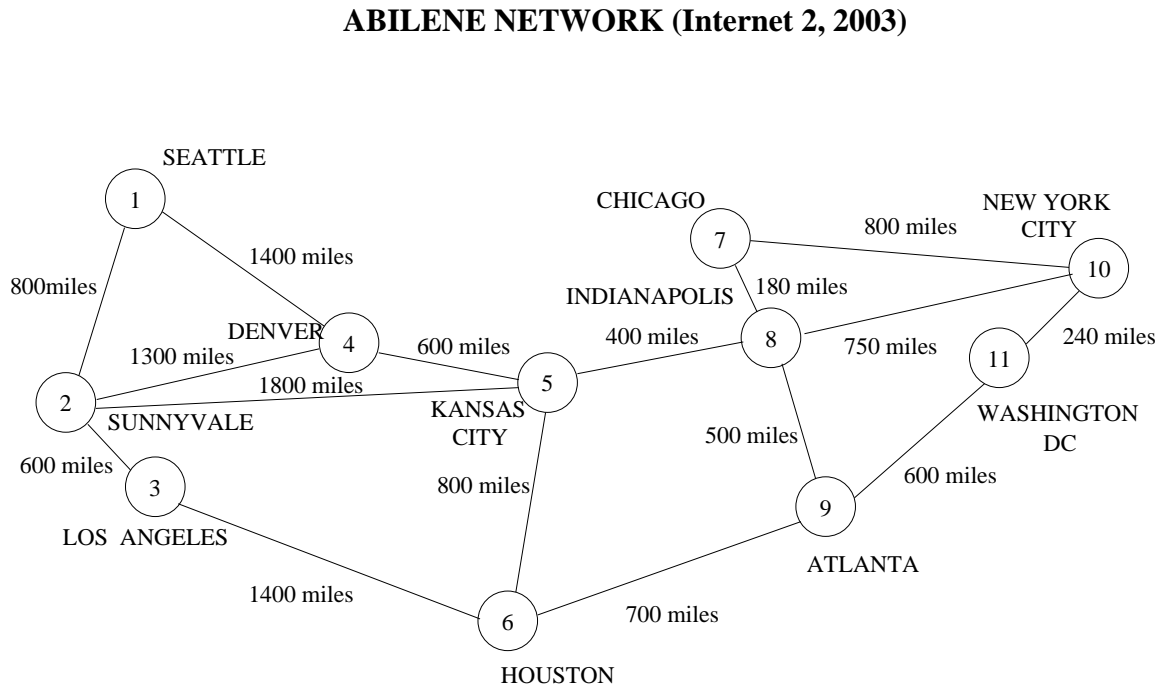 ABILENE NETWORK (Internet 2, 2003)
SEATTLE
1
CHICAGO
7
NEW YORK
CITY
10
800 miles
1400 miles
800miles
INDIANAPOLIS
180 miles
DENVER
4
8
1300 miles
600 miles
400 miles
750 miles
240 miles
11
1800 miles
5
2
SUNNYVALE
KANSAS
CITY
WASHINGTON
DC
500 miles
600 miles
3
800 miles
600 miles
9
LOS ANGELES
ATLANTA
1400 miles
6
700 miles
HOUSTON